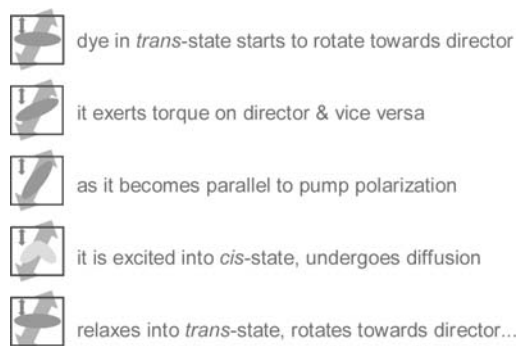 dye in trans-state starts to rotate towards director
it exerts torque on director & vice versa
as it becomes parallel to pump polarization
it is excited into cis-state, undergoes diffusion
relaxes into trans-state, rotates towards director...